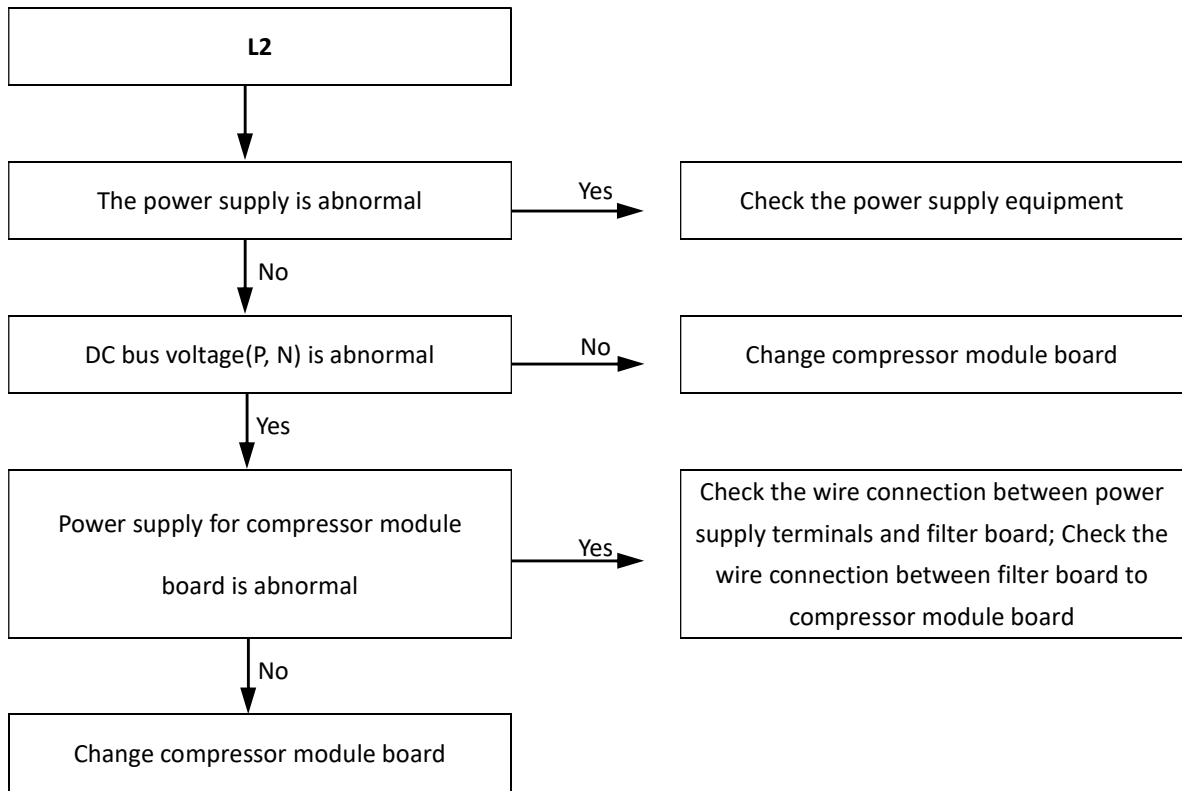 L2
The power supply is abnormal
Yes
Check the power supply equipment
No
DC bus voltage(P, N) is abnormal
No
Change compressor module board
Yes
Power supply for compressor module
board is abnormal
Yes
Check the wire connection between power
supply terminals and filter board; Check the
wire connection between filter board to
compressor module board
No
Change compressor module board